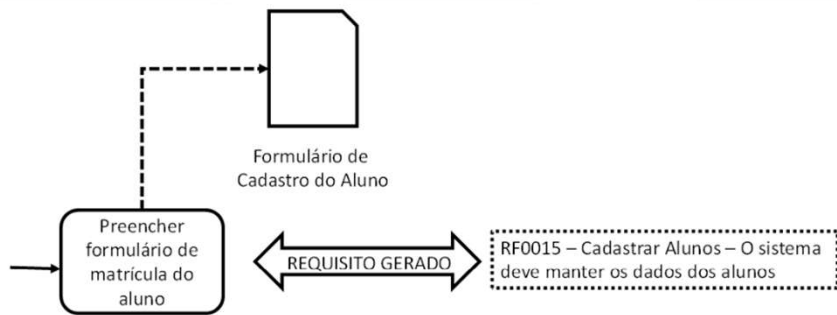 Formulário de
Cadastro do Aluno
Preencher
formulário de
matrícula do
aluno
REQUISITO GERADO
RF0015 – Cadastrar Alunos – O sistema
deve manter os dados dos alunos